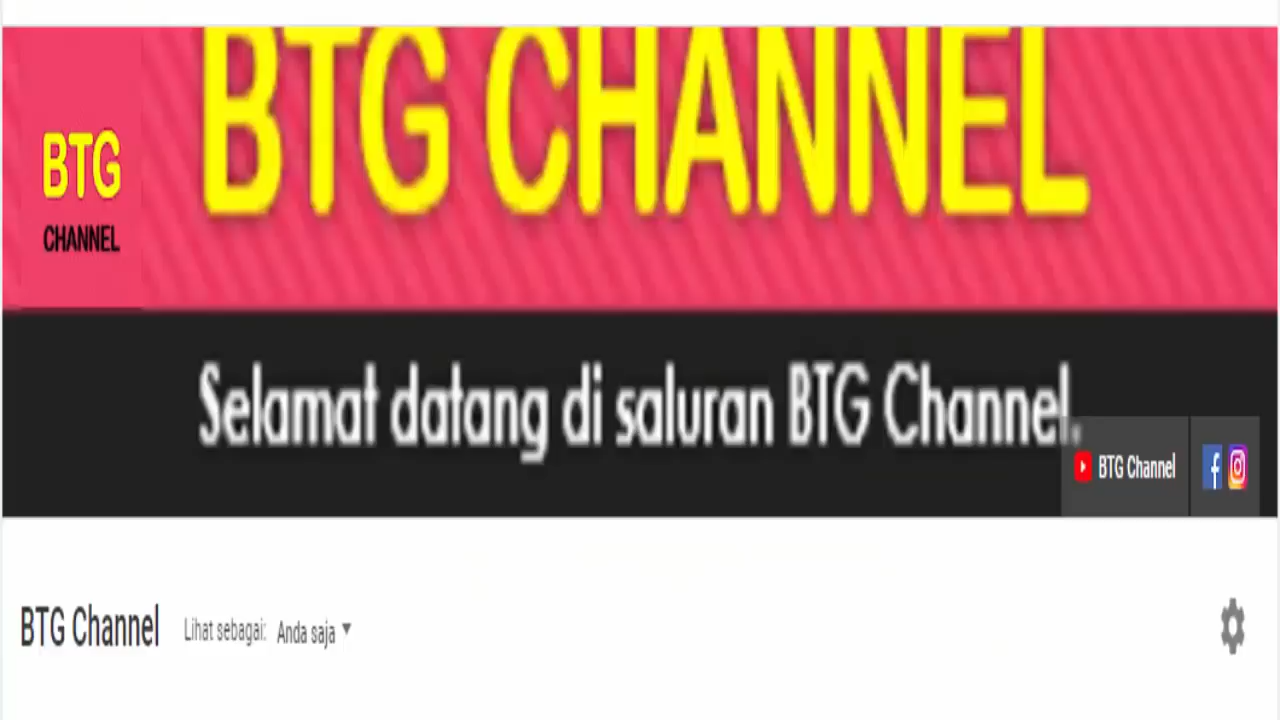 BTG CHANNEL
BTG
CHANNEL
Selamat datang di saluran BTG Channel.
BTG Channel
BTG Channel Lihat sebagai: Anda saja